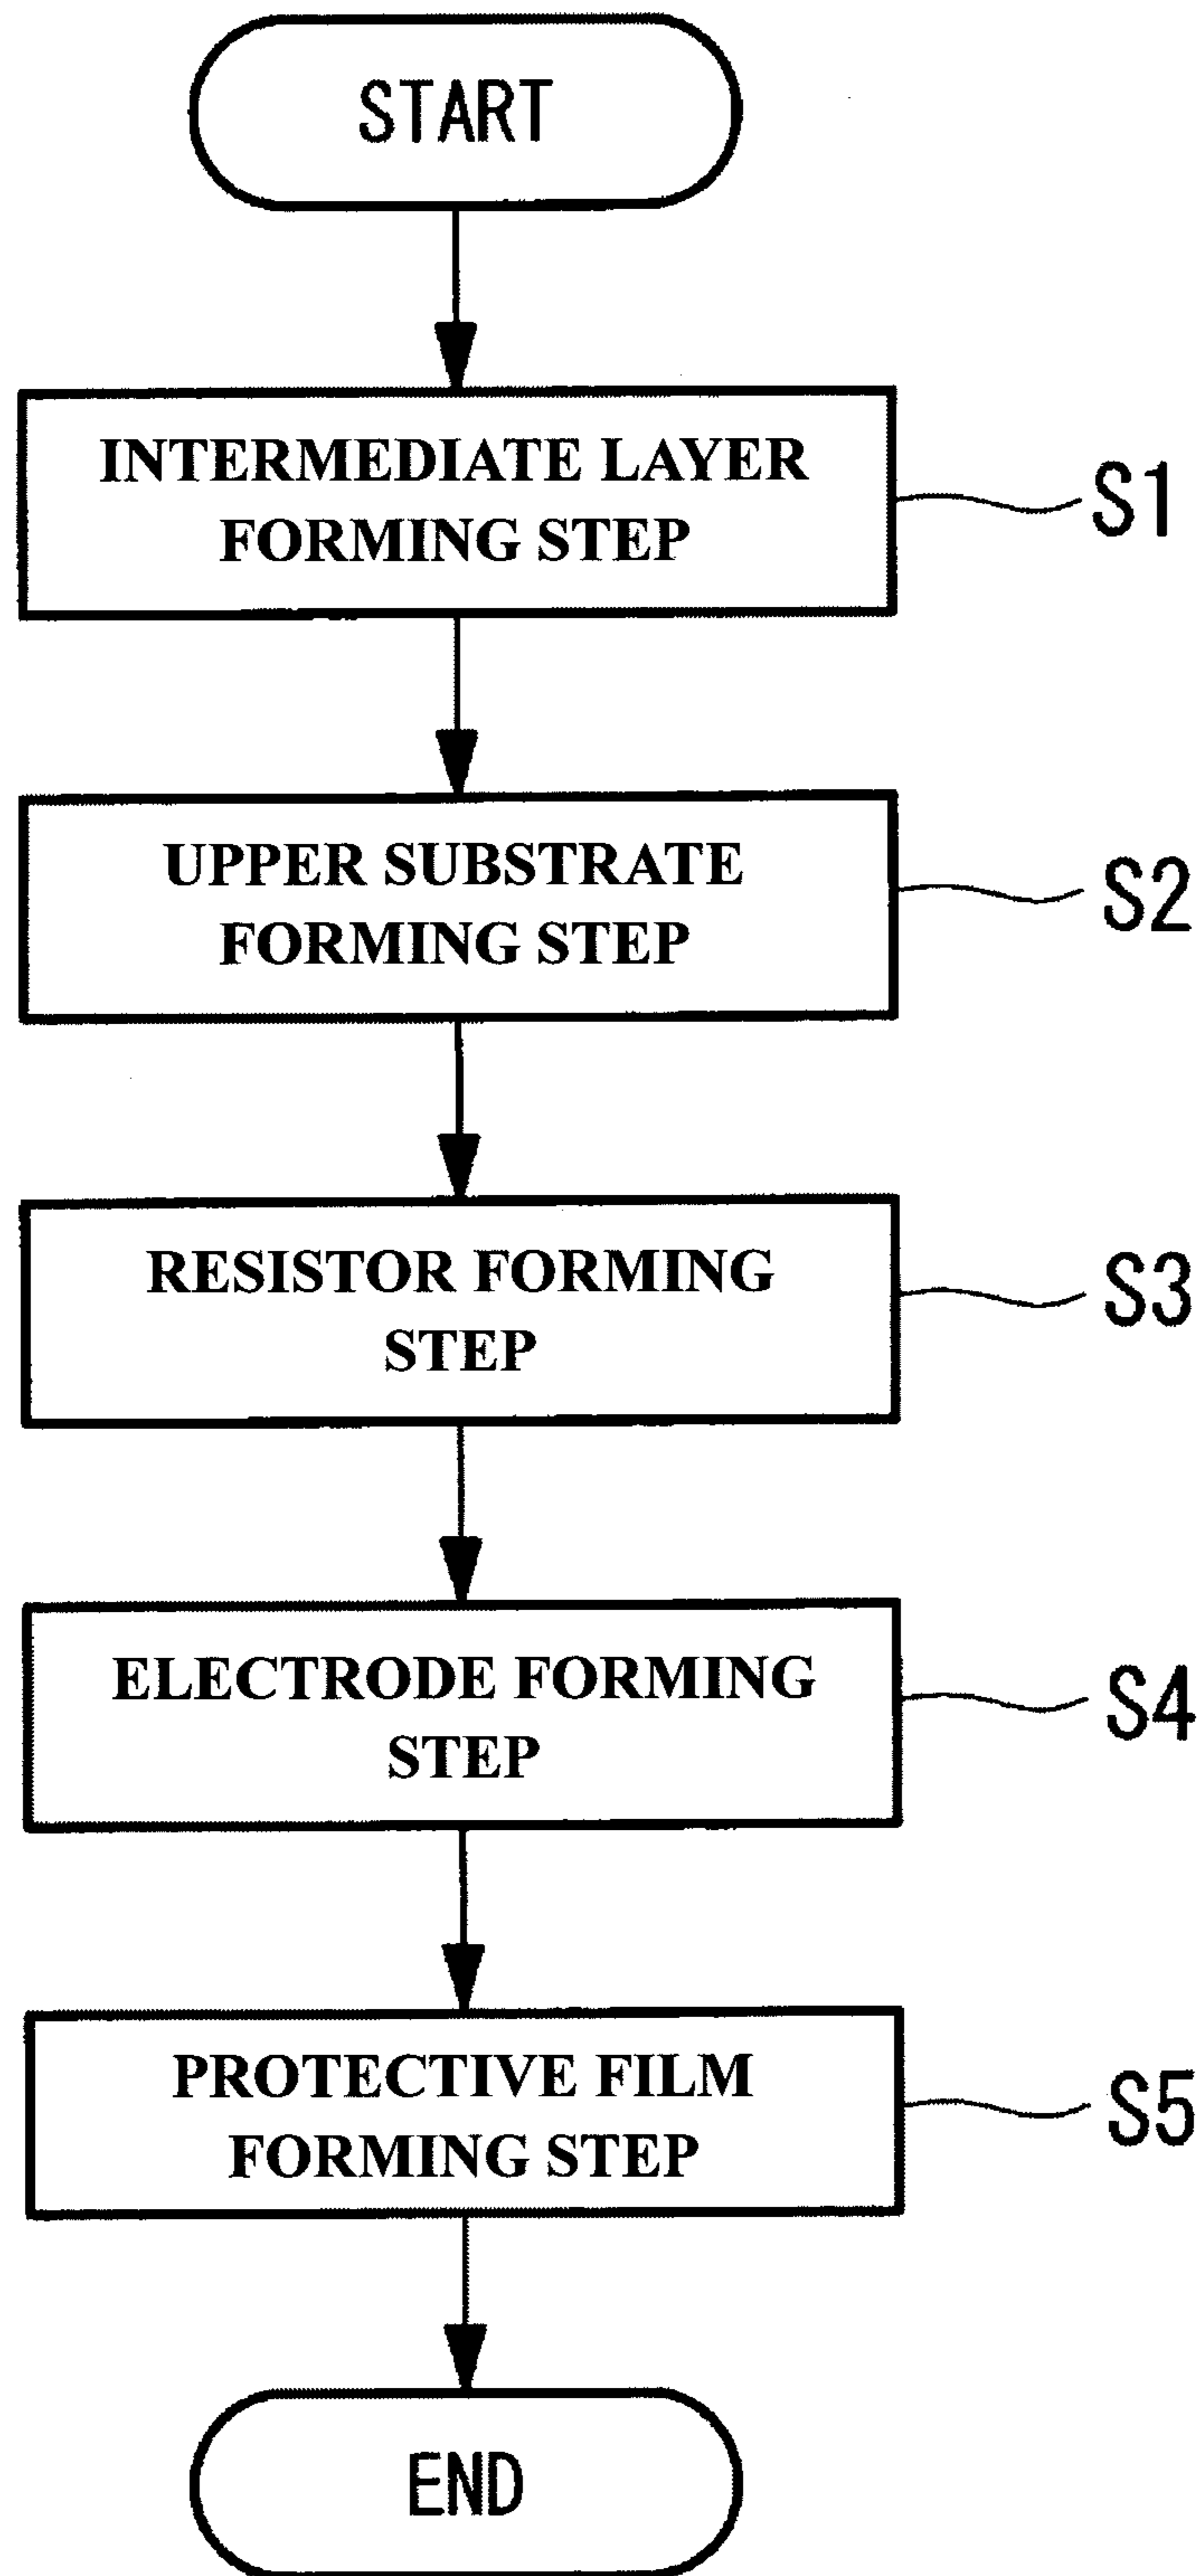 START
INTERMEDIATE LAYER
FORMING STEP
S1
UPPER SUBSTRATE
FORMING STEP
S2
RESISTOR FORMING
STEP
S3
ELECTRODE FORMING
STEP
S4
PROTECTIVE FILM
FORMING STEP
S5
END